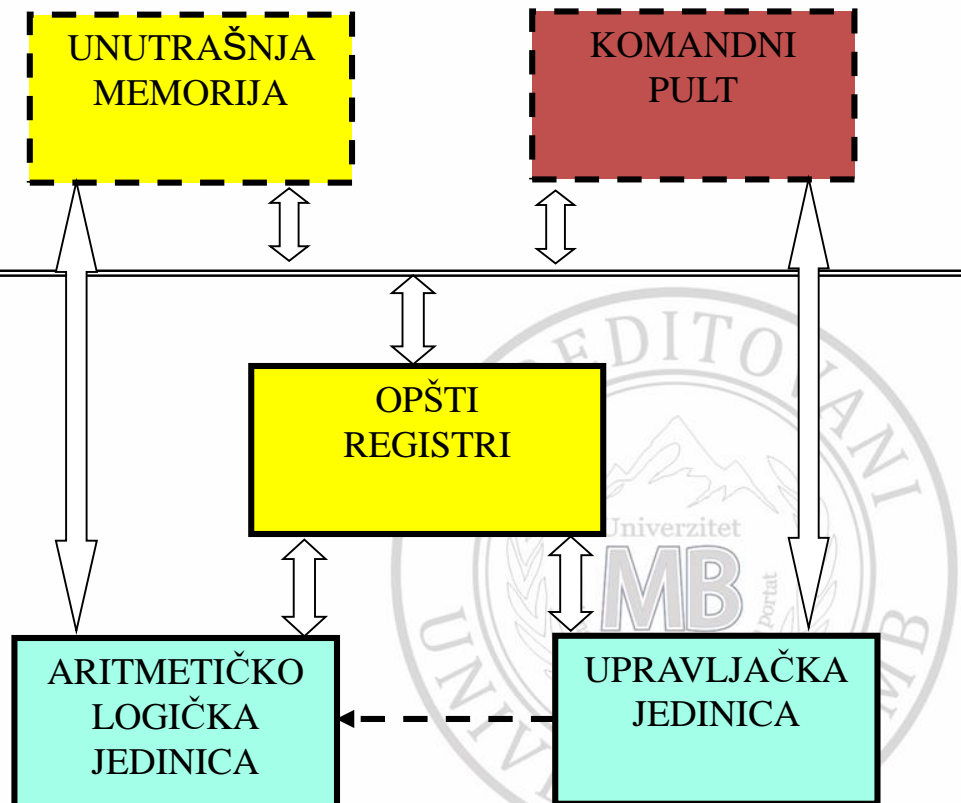 UNUTRAŠNJA
MEMORIJA
KOMANDNI
PULT
OPŠTI
REGISTRI
ARITMETIČKO
LOGIČKA
JEDINICA
UPRAVLJAČKA
JEDINICA
Univerzitet
MB